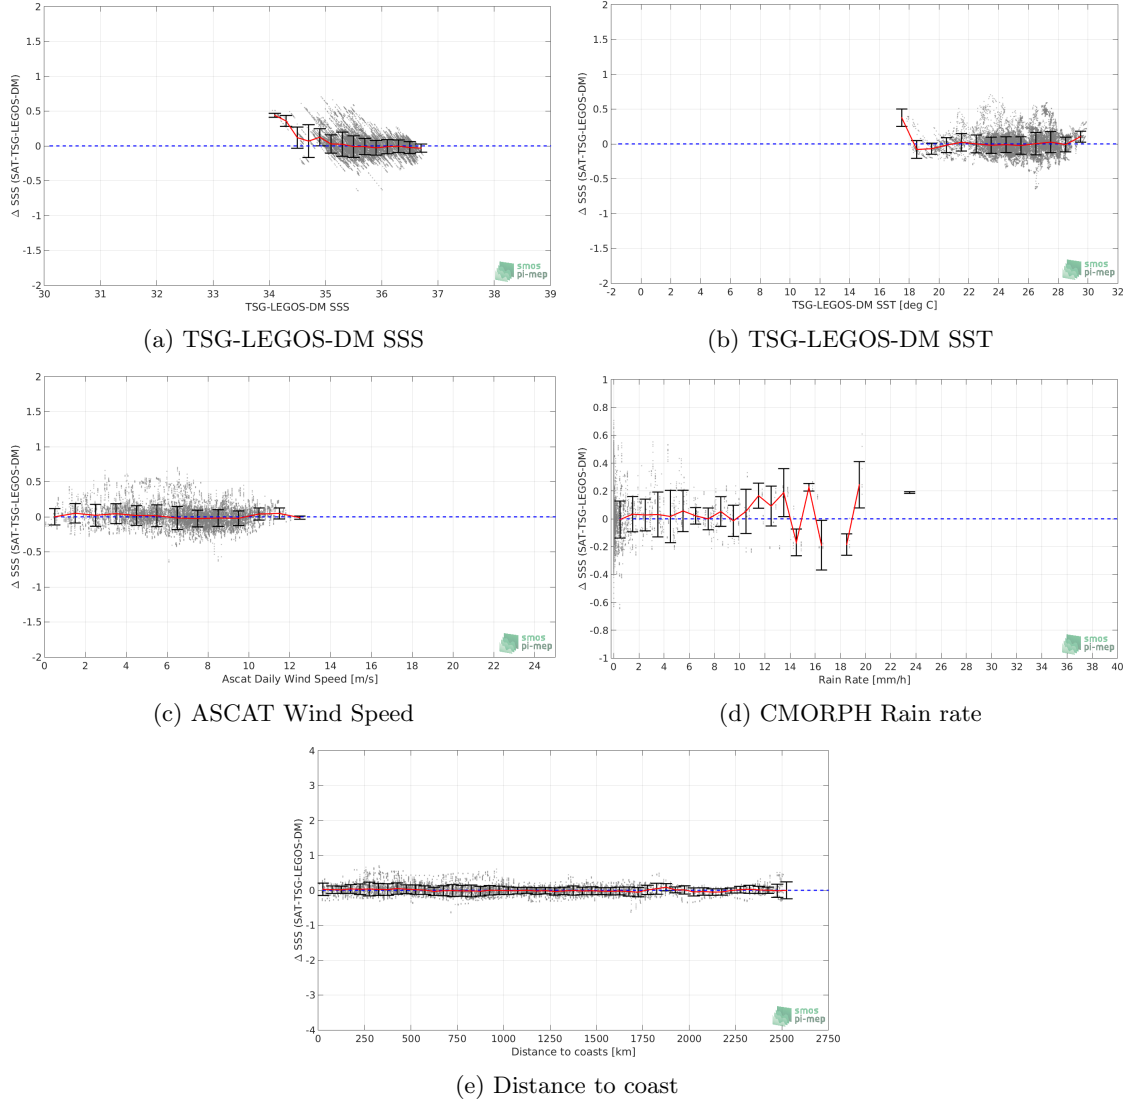 2
1.5
1
0.5
0
-0.5
-1
-1.5
-2
Δ SSS (SAT-TSG-LEGOS-DM)
30 31 32 33 34 35 36 37 38 39
TSG-LEGOS-DM SSS
smos
pi-mep
(a) TSG-LEGOS-DM SSS
2
1.5
1
0.5
0
-0.5
-1
-1.5
-2
Δ SSS (SAT-TSG-LEGOS-DM)
-2 0 2 4 6 8 10 12 14 16 18 20 22 24 26 28 30 32
TSG-LEGOS-DM SST [deg C]
smos
pi-mep
(b) TSG-LEGOS-DM SST
2
1.5
1
0.5
0
-0.5
-1
-1.5
-2
Δ SSS (SAT-TSG-LEGOS-DM)
0 2 4 6 8 10 12 14 16 18 20 22 24
Ascat Daily Wind Speed [m/s]
smos
pi-mep
(c) ASCAT Wind Speed
1
0.8
0.6
0.4
0.2
0
-0.2
-0.4
-0.6
-0.8
-1
Δ SSS (SAT-TSG-LEGOS-DM)
0 2 4 6 8 10 12 14 16 18 20 22 24 26 28 30 32 34 36 38 40
Rain Rate [mm/h]
smos
pi-mep
(d) CMORPH Rain rate
4
3
2
1
0
-1
-2
-3
-4
Δ SSS (SAT-TSG-LEGOS-DM)
0 250 500 750 1000 1250 1500 1750 2000 2250 2500 2750
Distance to coasts [km]
smos
pi-mep
(e) Distance to coast